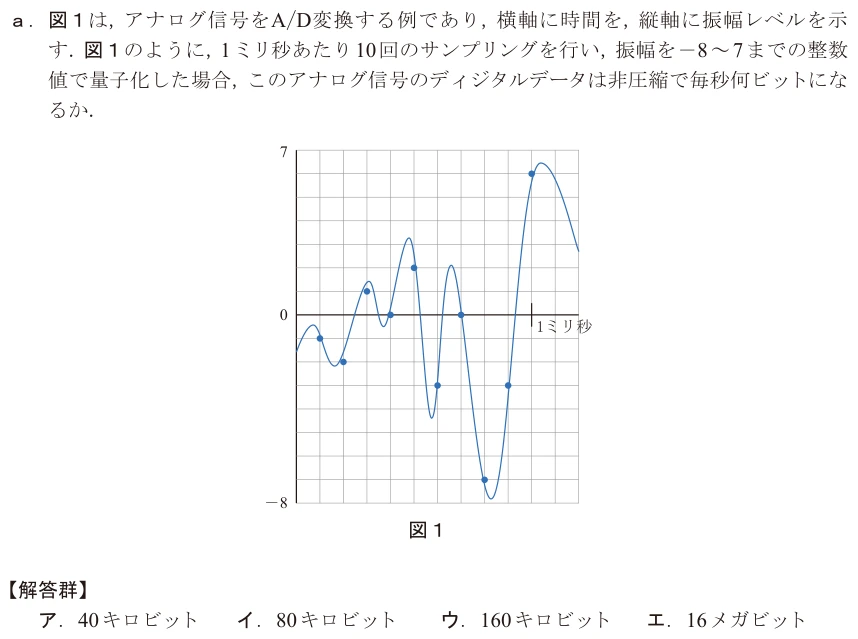 a．図1は，アナログ信号をA/D変換する例であり，横軸に時間を，縦軸に振幅レベルを示
す．図1のように，1ミリ秒あたり10回のサンプリングを行い，振幅を－8～7までの整数
値で量子化した場合，このアナログ信号のディジタルデータは非圧縮で毎秒何ビットにな
るか．
7
0
1ミリ秒
－8
図1
【解答群】
ア．40キロビット　イ．80キロビット　ウ．160キロビット　エ．16メガビット